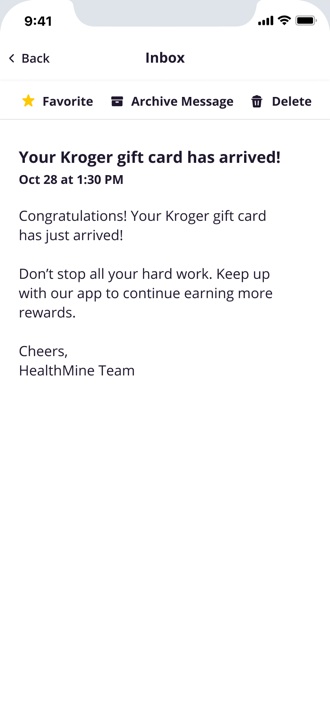 9:41
Back
Inbox
Favorite
Archive Message
Delete
Your Kroger gift card has arrived!
Oct 28 at 1:30 PM
Congratulations! Your Kroger gift card
has just arrived!
Don’t stop all your hard work. Keep up
with our app to continue earning more
rewards.
Cheers,
HealthMine Team